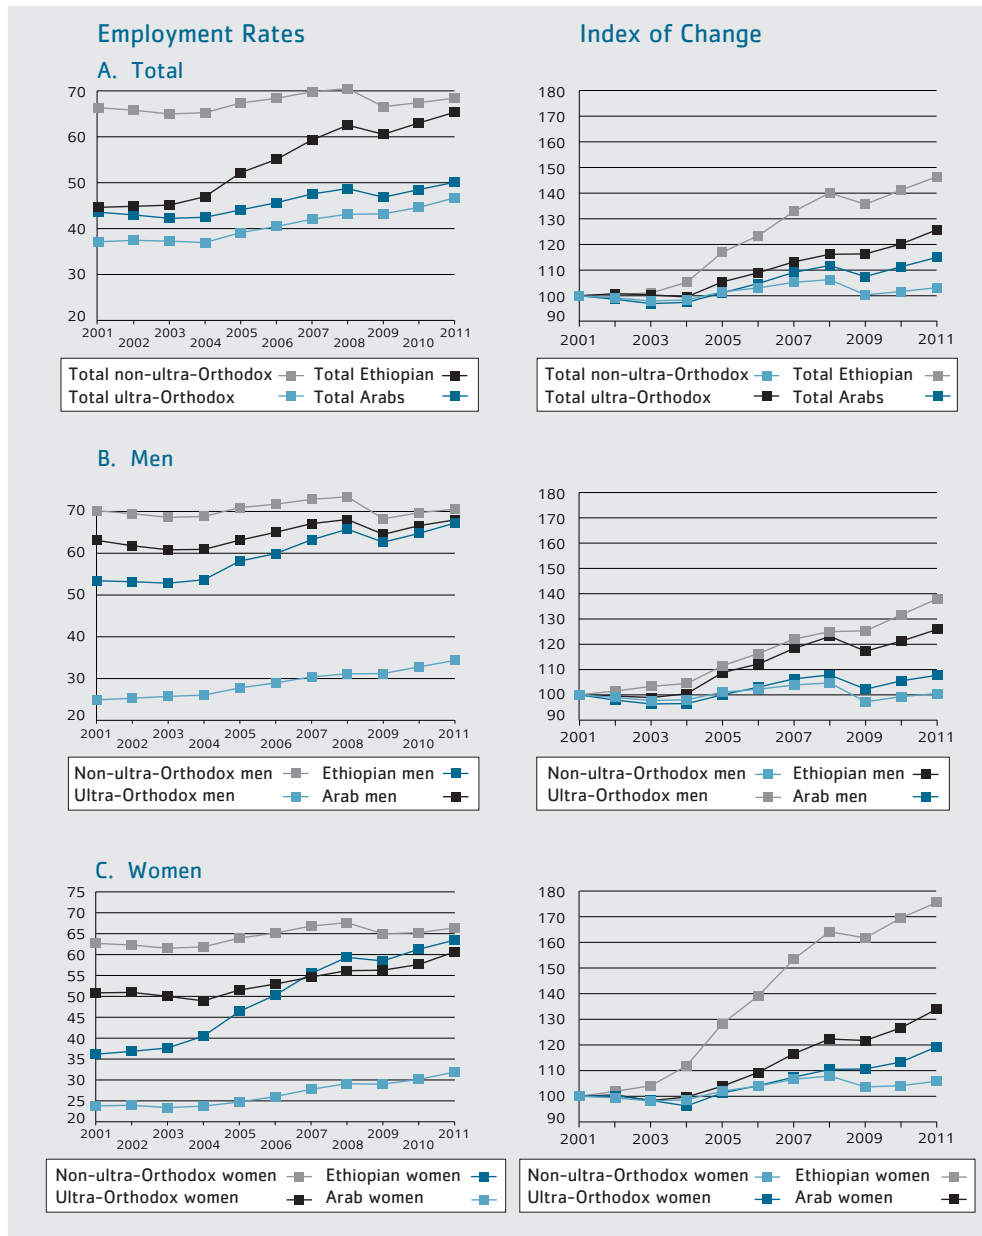 Employment Rates
Index of Change
A. Total
70
60
50
40
30
20
2001 2002 2003 2004 2005 2006 2007 2008 2009 2010 2011
Total non-ultra-Orthodox Total Ethiopian
Total ultra-Orthodox Total Arabs
180
170
160
150
140
130
120
110
100
90
2001 2003 2005 2007 2009 2011
Total non-ultra-Orthodox Total Ethiopian
Total ultra-Orthodox Total Arabs
B. Men
70
60
50
40
30
20
2001 2002 2003 2004 2005 2006 2007 2008 2009 2010 2011
Non-ultra-Orthodox men Ethiopian men
Ultra-Orthodox men Arab men
180
170
160
150
140
130
120
110
100
90
2001 2003 2005 2007 2009 2011
Non-ultra-Orthodox men Ethiopian men
Ultra-Orthodox men Arab men
C. Women
75
70
65
60
55
50
45
40
35
30
25
20
2001 2002 2003 2004 2005 2006 2007 2008 2009 2010 2011
Non-ultra-Orthodox women Ethiopian women
Ultra-Orthodox women Arab women
180
170
160
150
140
130
120
110
100
90
2001 2003 2005 2007 2009 2011
Non-ultra-Orthodox women Ethiopian women
Ultra-Orthodox women Arab women